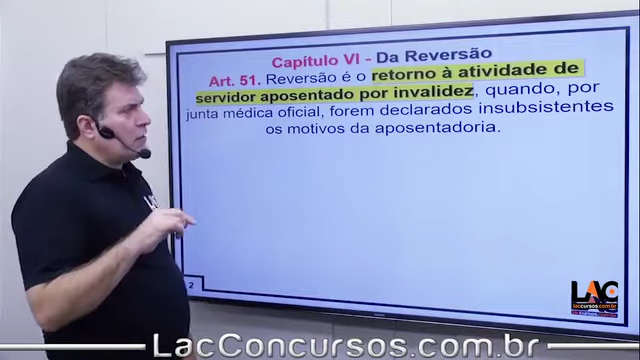 Capítulo VI - Da Reversão
Art. 51. Reversão é o retorno à atividade de
servidor aposentado por invalidez, quando, por
junta médica oficial, forem declarados insubsistentes
os motivos da aposentadoria.
2
LAC
laccursos.com.br
LacConcursos.com.br